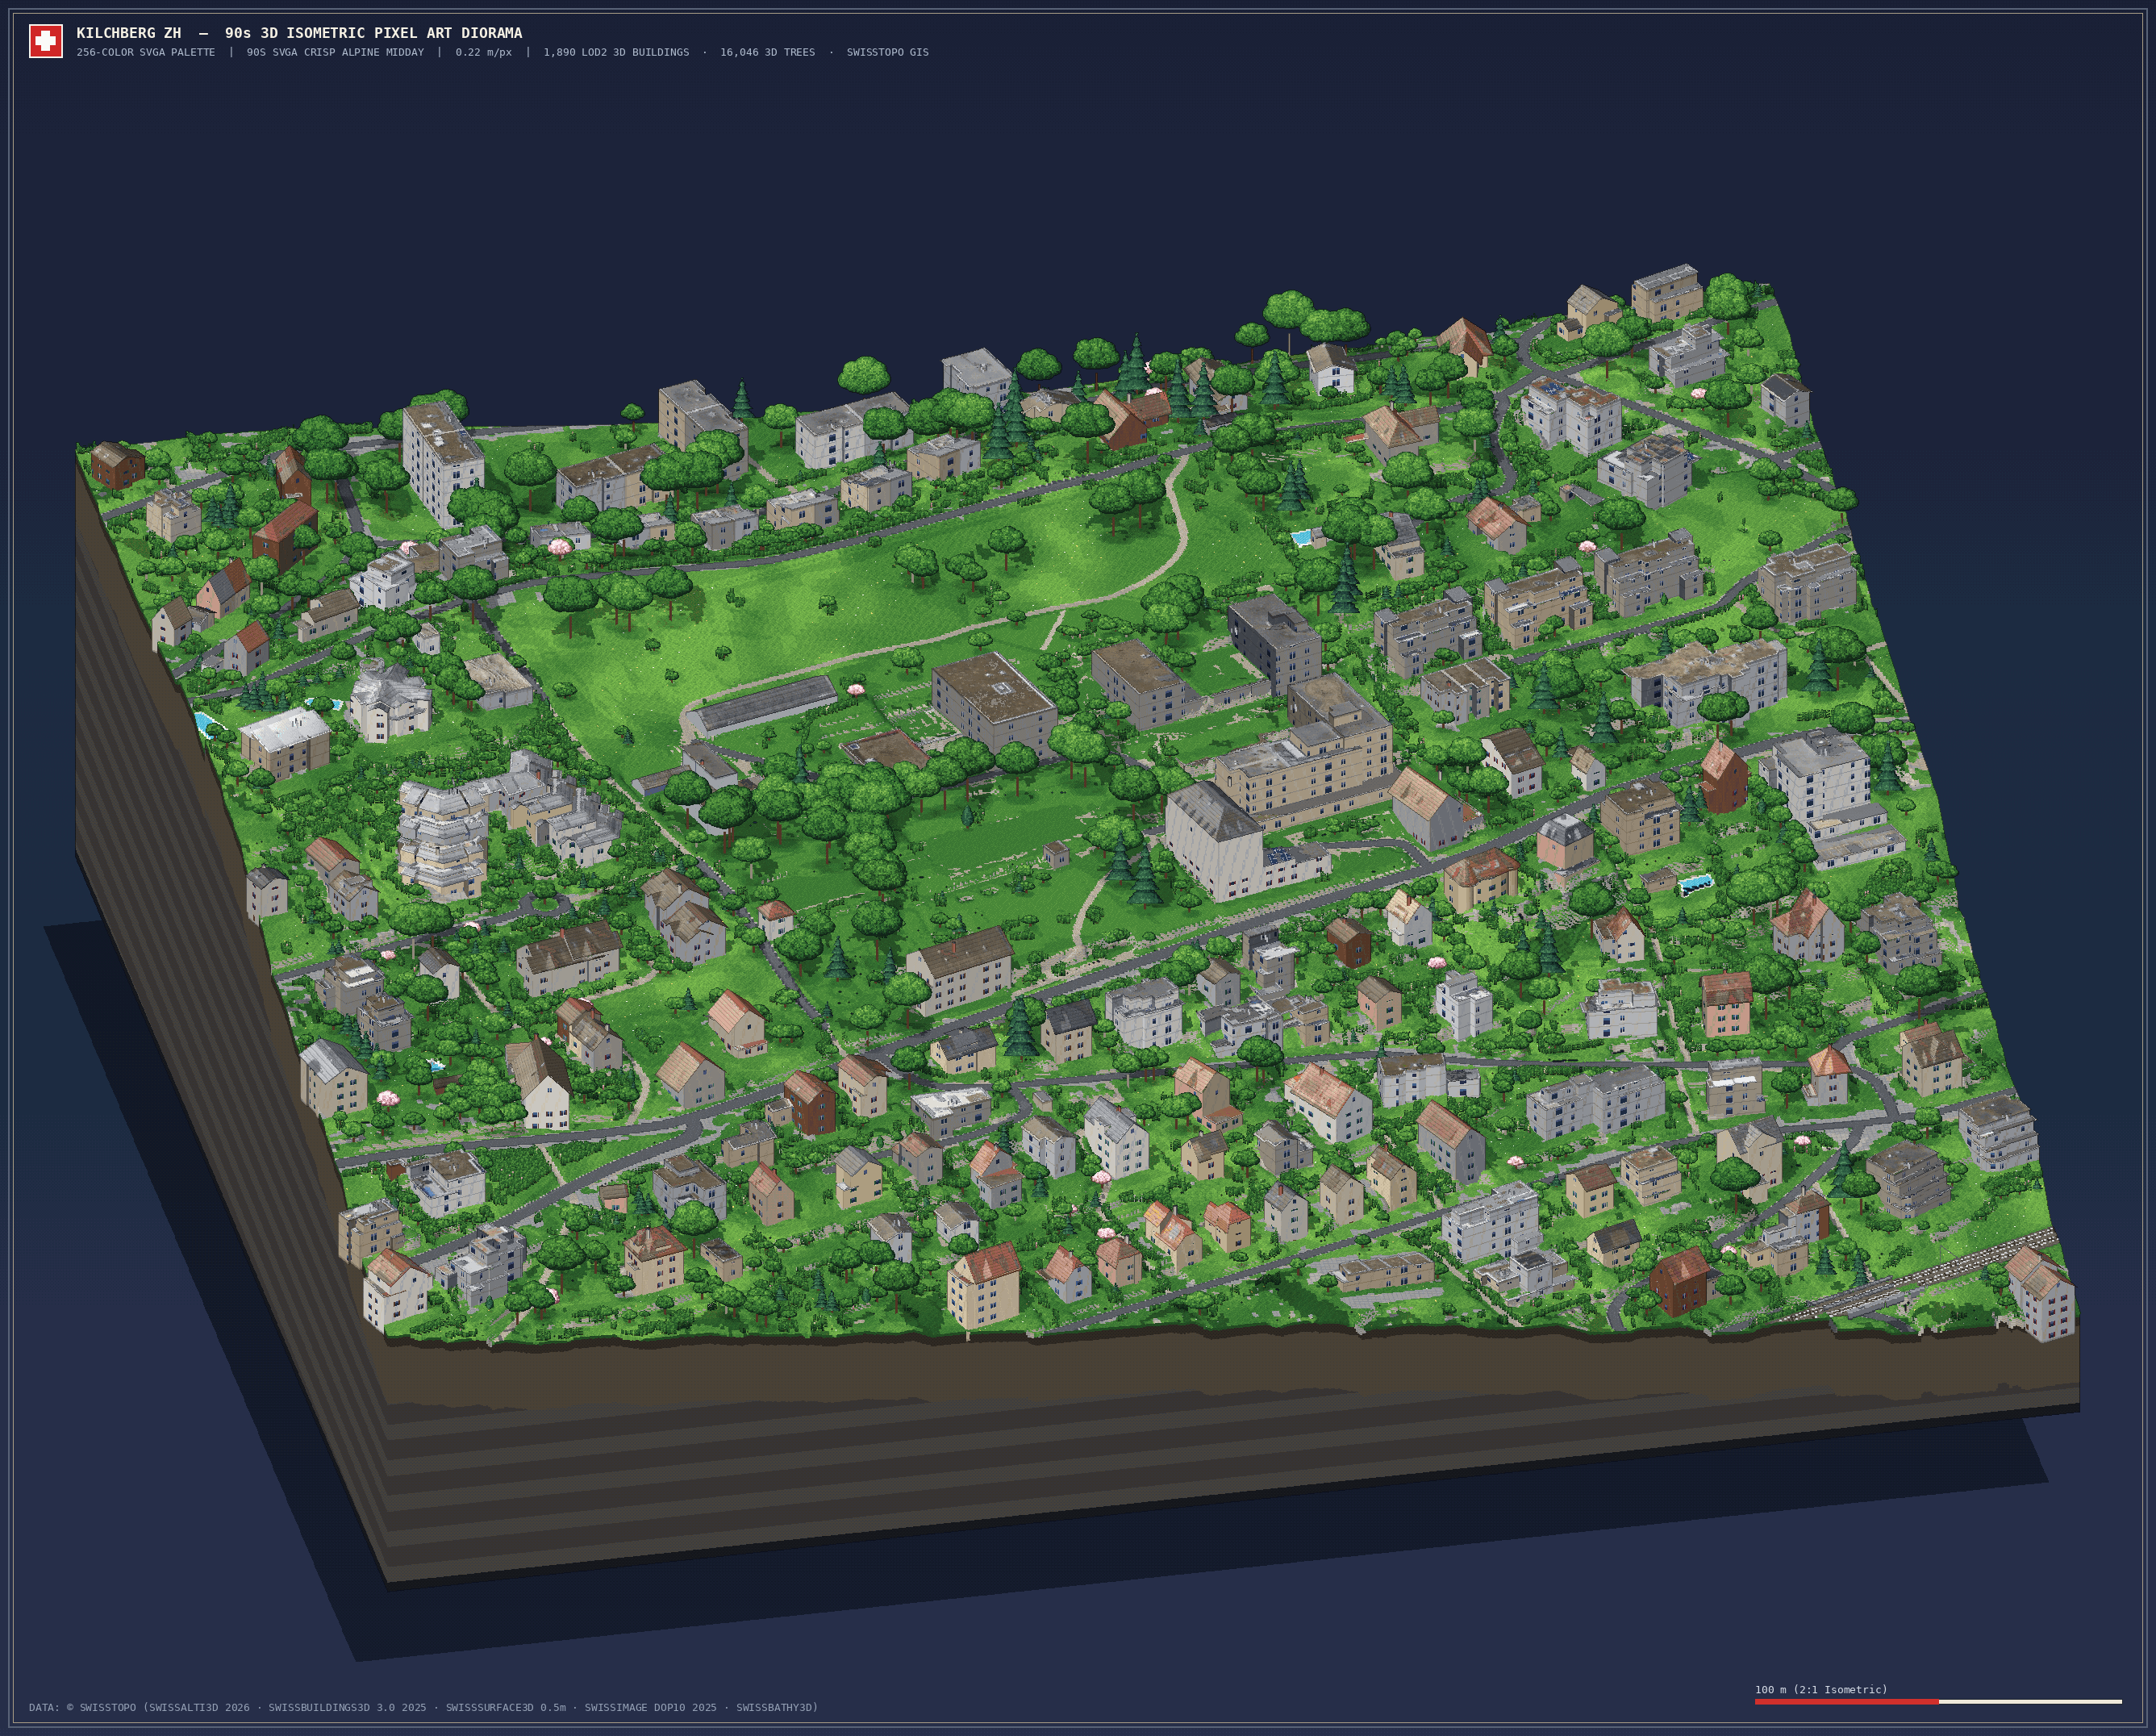 KILCHBERG ZH — 90s 3D ISOMETRIC PIXEL ART DIORAMA
256-COLOR SVGA PALETTE | 90S SVGA CRISP ALPINE MIDDAY | 0.22 m/px | 1,890 LOD2 3D BUILDINGS · 16,046 3D TREES · SWISSTOPO GIS
100 m (2:1 Isometric)
DATA: © SWISSTOPO (SWISSALTI3D 2026 · SWISSBUILDINGS3D 3.0 2025 · SWISSSURFACE3D 0.5m · SWISSIMAGE DOP10 2025 · SWISSBATHY3D)